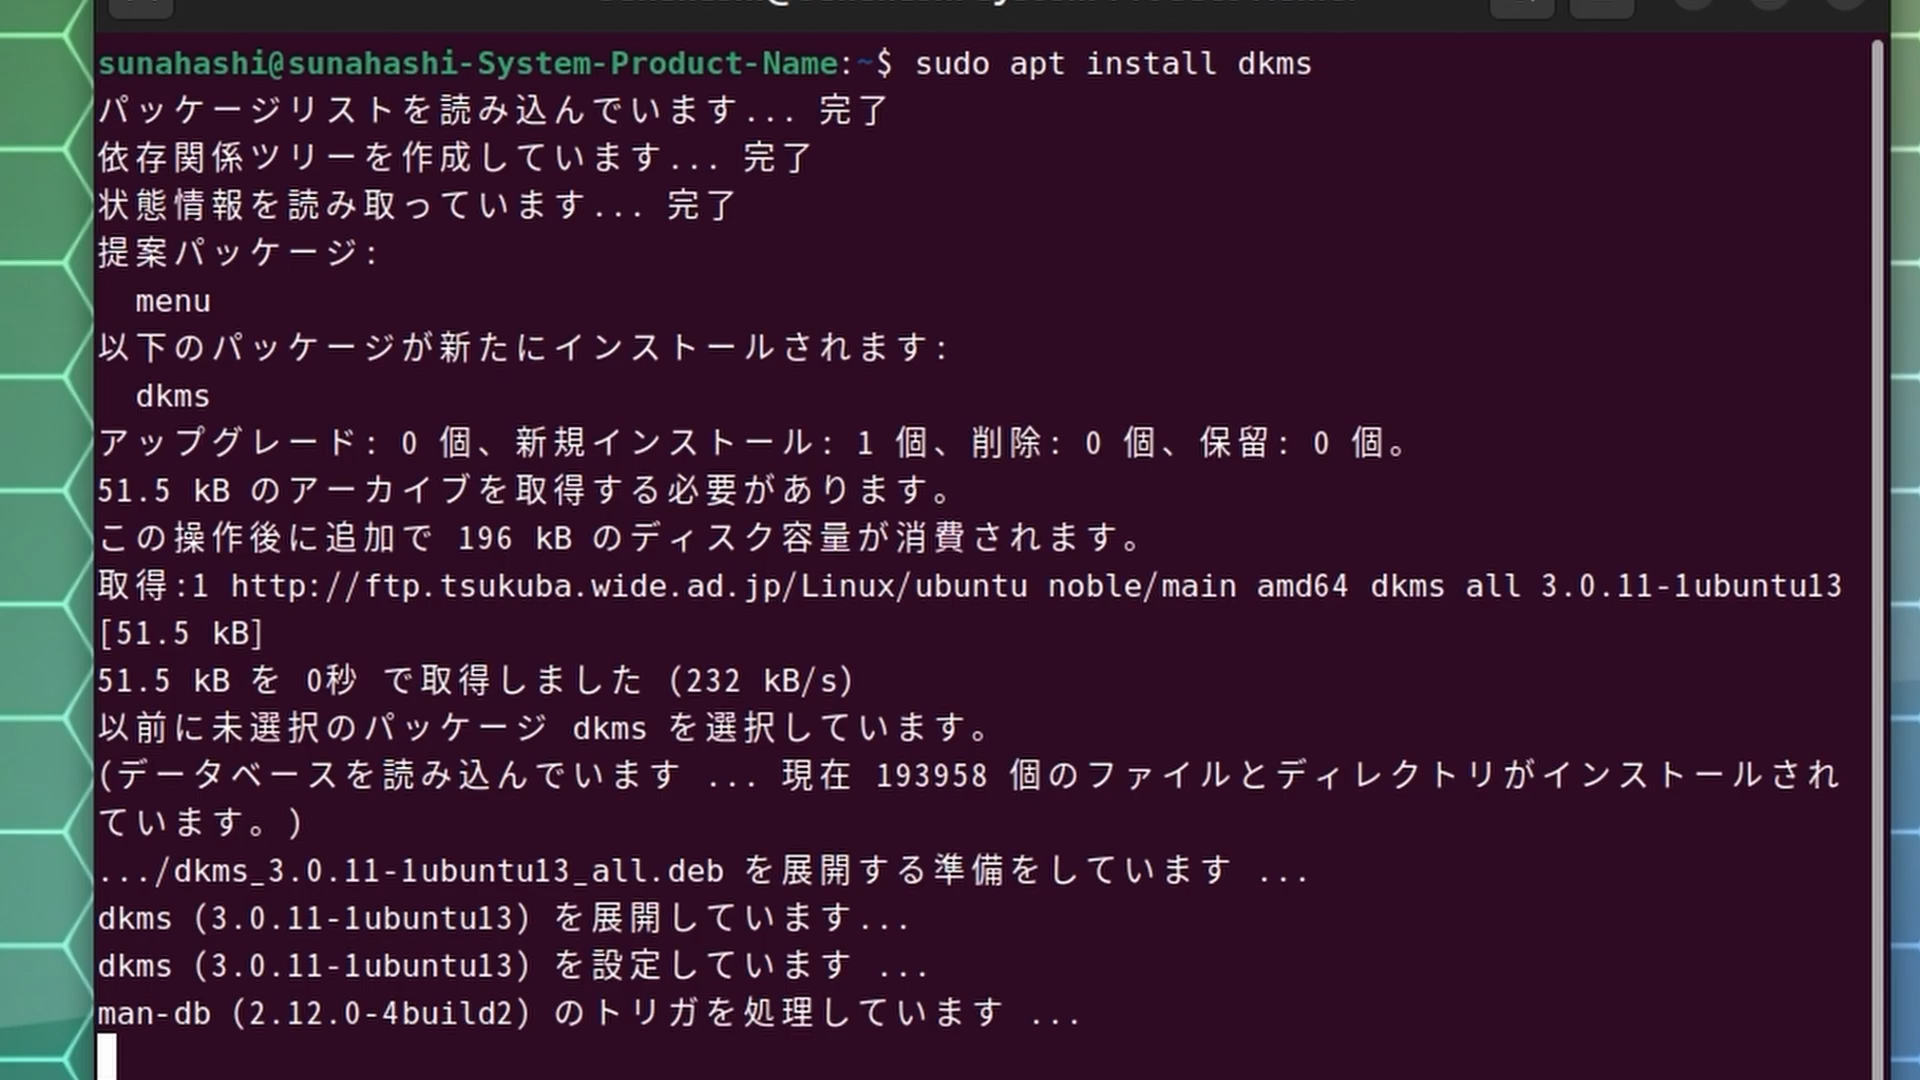 sunahashi@sunahashi-System-Product-Name:~$ sudo apt install dkms
パッケージリストを読み込んでいます... 完了
依存関係ツリーを作成しています... 完了
状態情報を読み取っています... 完了
提案パッケージ:
  menu
以下のパッケージが新たにインストールされます:
  dkms
アップグレード: 0 個、新規インストール: 1 個、削除: 0 個、保留: 0 個。
51.5 kB のアーカイブを取得する必要があります。
この操作後に追加で 196 kB のディスク容量が消費されます。
取得:1 http://ftp.tsukuba.wide.ad.jp/Linux/ubuntu noble/main amd64 dkms all 3.0.11-1ubuntu13
[51.5 kB]
51.5 kB を 0秒 で取得しました (232 kB/s)
以前に未選択のパッケージ dkms を選択しています。
(データベースを読み込んでいます ... 現在 193958 個のファイルとディレクトリがインストールされ
ています。)
.../dkms_3.0.11-1ubuntu13_all.deb を展開する準備をしています ...
dkms (3.0.11-1ubuntu13) を展開しています...
dkms (3.0.11-1ubuntu13) を設定しています ...
man-db (2.12.0-4build2) のトリガを処理しています ...